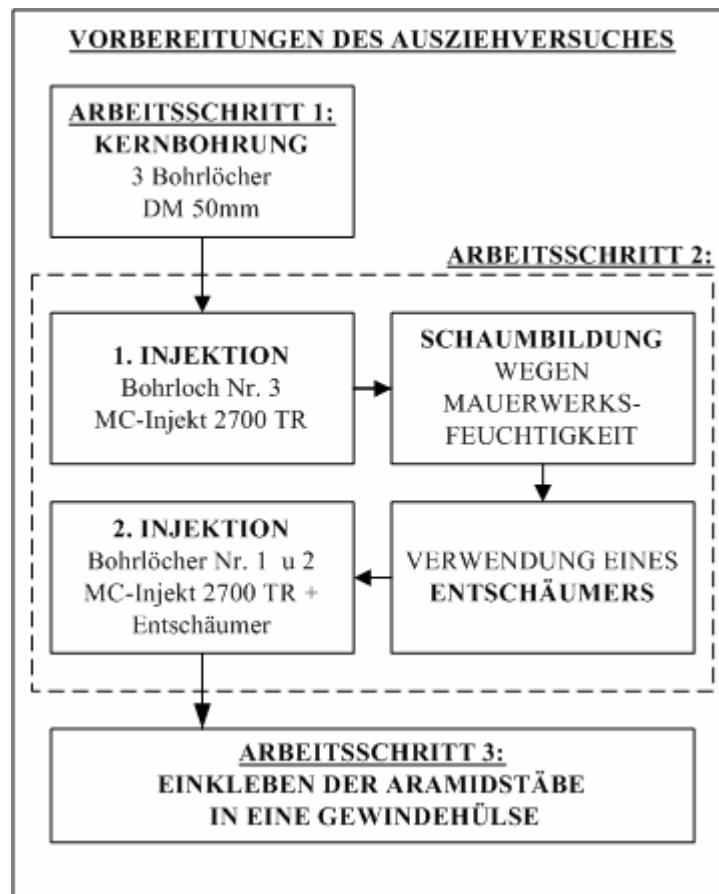 VORBEREITUNGEN DES AUSZIEHVERSUCHES
ARBEITSSCHRITT 1:
KERNBOHRUNG
3 Bohrlöcher
DM 50mm
ARBEITSSCHRITT 2:
1. INJEKTION
Bohrloch Nr. 3
MC-Injekt 2700 TR
SCHAUMBILDUNG
WEGEN
MAUERWERKS-
FEUCHTIGKEIT
VERWENDUNG EINES
ENTSCHÄUMERS
2. INJEKTION
Bohrlöcher Nr. 1 u 2
MC-Injekt 2700 TR +
Entschäumer
ARBEITSSCHRITT 3:
EINKLEBEN DER ARAMIDSTÄBE
IN EINE GEWINDEHÜLSE